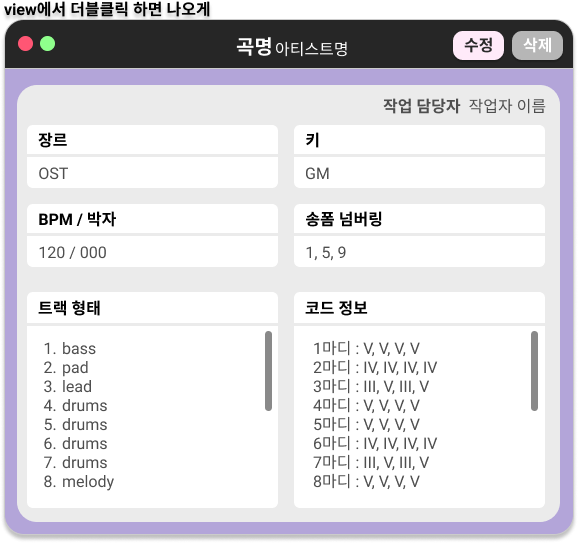 view에서 더블클릭 하면 나오게
곡명 아티스트명
수정
삭제
작업 담당자 작업자 이름
장르
OST
키
GM
BPM / 박자
120 / 000
송폼 넘버링
1, 5, 9
트랙 형태
1. bass
2. pad
3. lead
4. drums
5. drums
6. drums
7. drums
8. melody
코드 정보
1마디 : V, V, V, V
2마디 : IV, IV, IV, IV
3마디 : III, V, III, V
4마디 : V, V, V, V
5마디 : V, V, V, V
6마디 : IV, IV, IV, IV
7마디 : III, V, III, V
8마디 : V, V, V, V